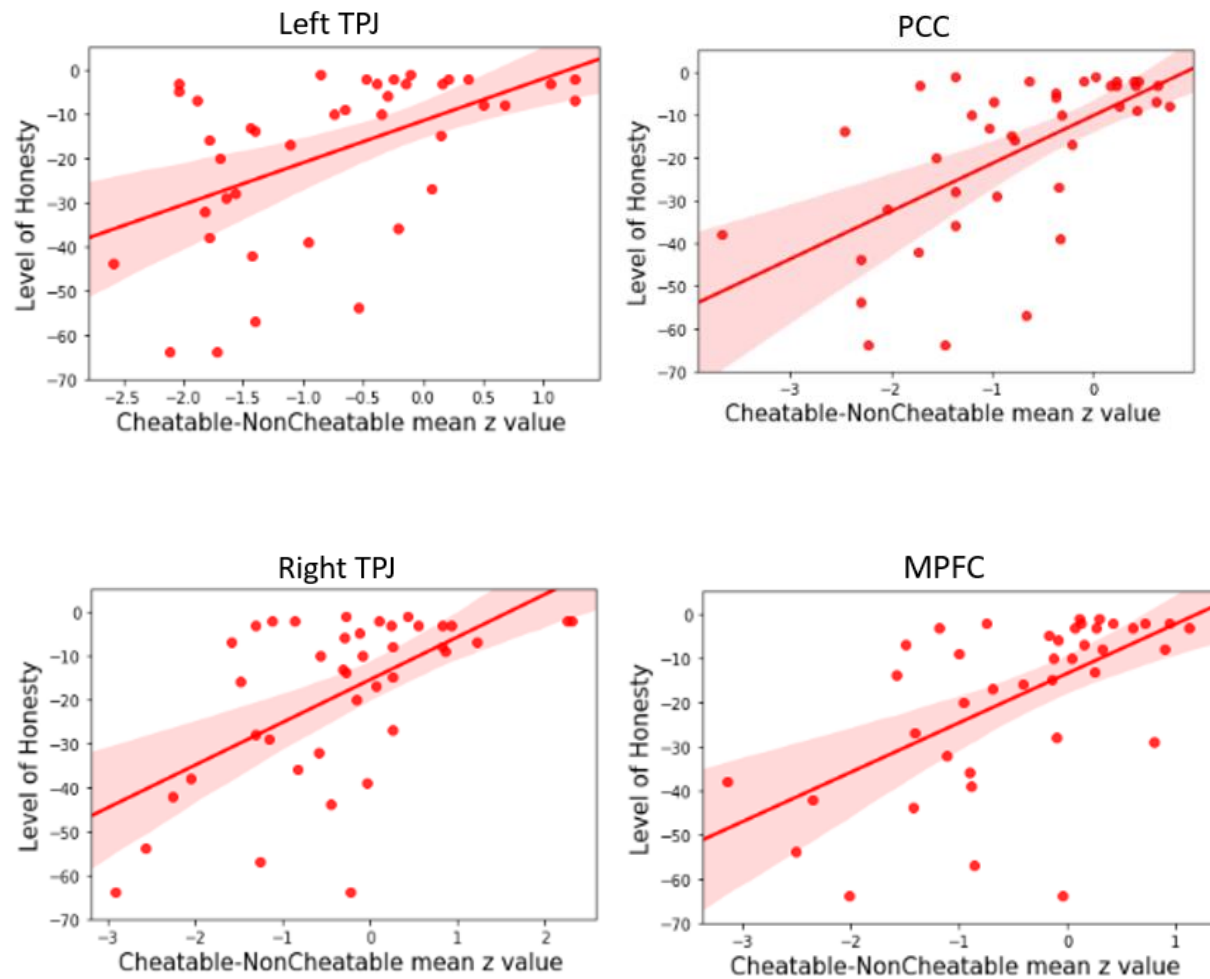 Left TPJ
0
−10
−20
−30
−40
−50
−60
−70
Level of Honesty
−2.5 −2.0 −1.5 −1.0 −0.5 0.0 0.5 1.0
Cheatable-NonCheatable mean z value
PCC
0
−10
−20
−30
−40
−50
−60
−70
Level of Honesty
−3 −2 −1 0
Cheatable-NonCheatable mean z value
Right TPJ
0
−10
−20
−30
−40
−50
−60
−70
Level of Honesty
−3 −2 −1 0 1 2
Cheatable-NonCheatable mean z value
MPFC
0
−10
−20
−30
−40
−50
−60
−70
Level of Honesty
−3 −2 −1 0 1
Cheatable-NonCheatable mean z value